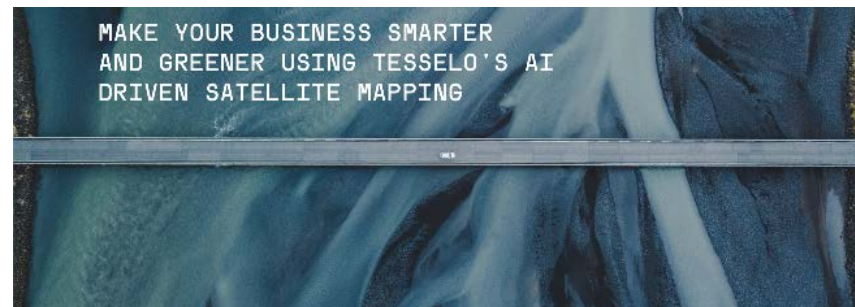 MAKE YOUR BUSINESS SMARTER
AND GREENER USING TESSELO'S AI
DRIVEN SATELLITE MAPPING